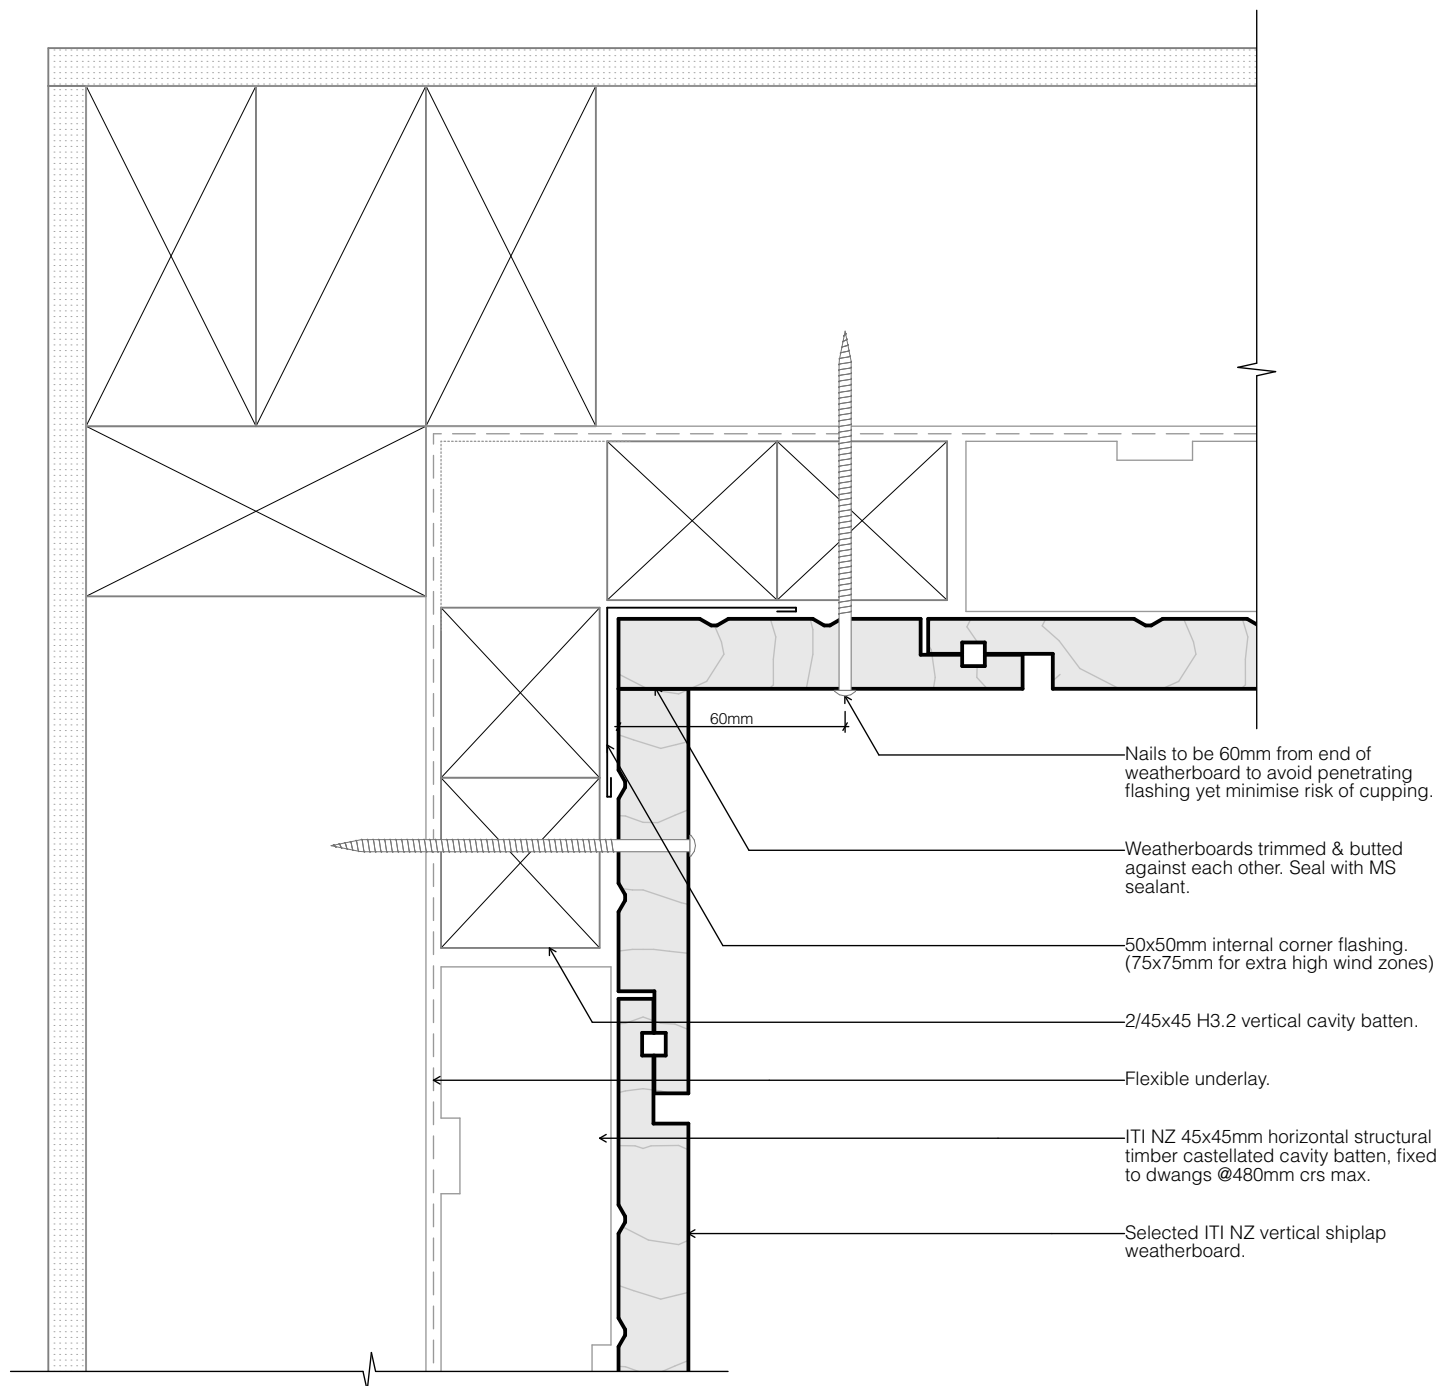 60mm
Nails to be 60mm from end of
weatherboard to avoid penetrating
flashing yet minimise risk of cupping.
Weatherboards trimmed & butted
against each other. Seal with MS
sealant.
50x50mm internal corner flashing.
(75x75mm for extra high wind zones)
2/45x45 H3.2 vertical cavity batten.
Flexible underlay.
ITI NZ 45x45mm horizontal structural
timber castellated cavity batten, fixed
to dwangs @480mm crs max.
Selected ITI NZ vertical shiplap
weatherboard.